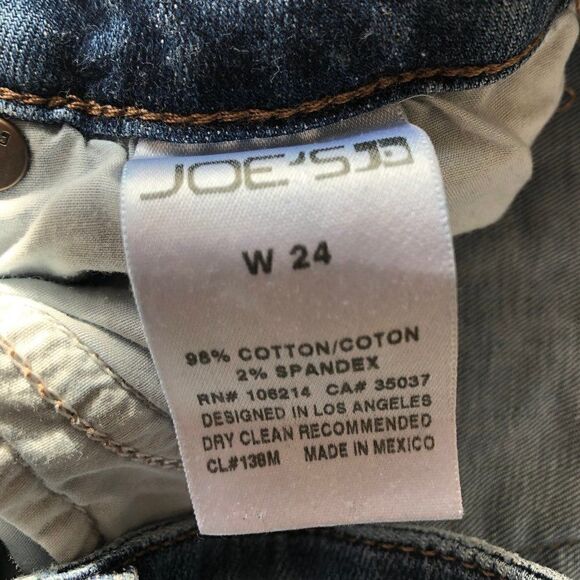 JOE'S
W 24
98% COTTON/COTON
2% SPANDEX
RN# 106214 CA# 35037
DESIGNED IN LOS ANGELES
DRY CLEAN RECOMMENDED
CL#138M MADE IN MEXICO